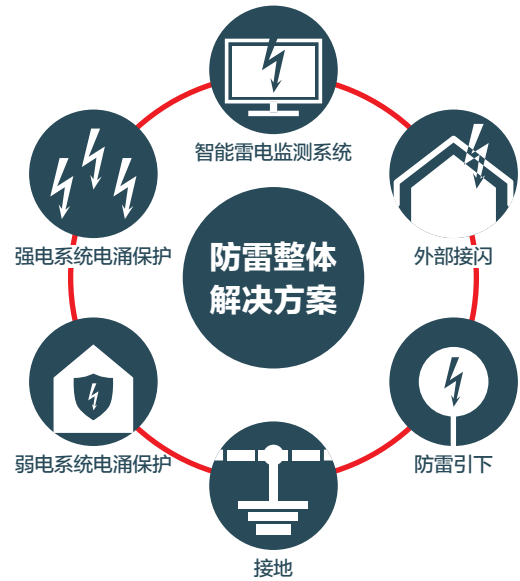 智能雷电监测系统
强电系统电涌保护
外部接闪
防雷整体
解决方案
弱电系统电涌保护
防雷引下
接地